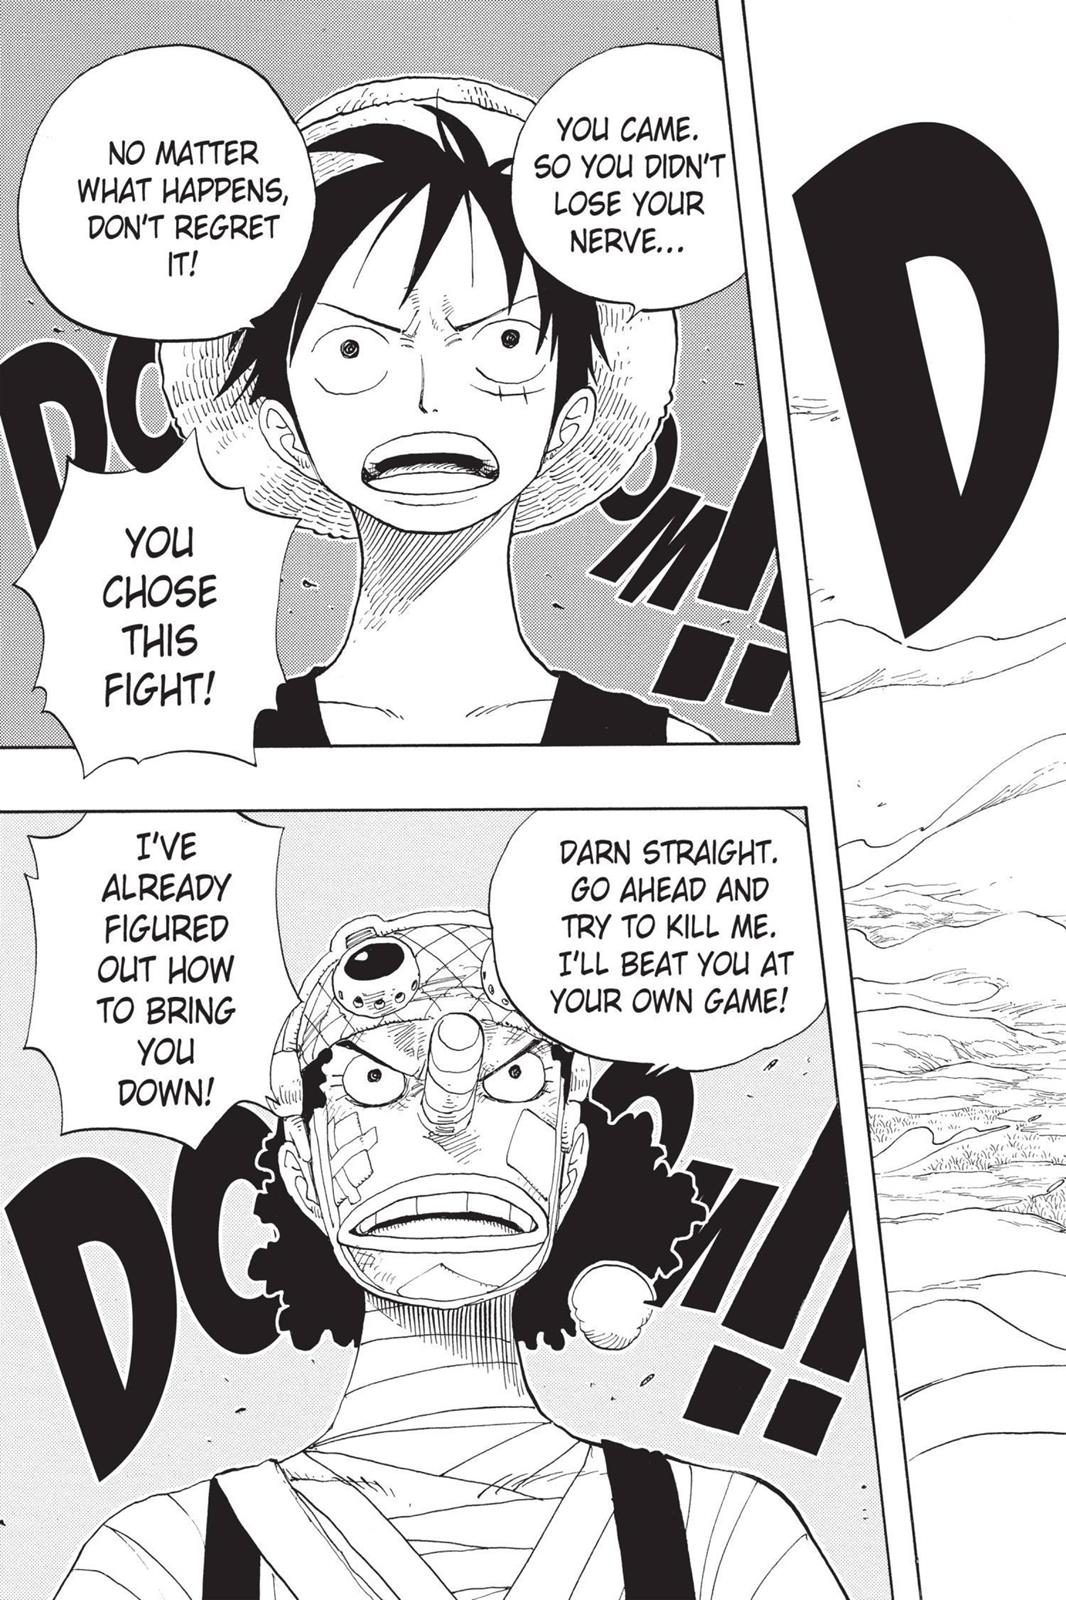 YOU CAME.
SO YOU DIDN'T
LOSE YOUR
NERVE...
NO MATTER
WHAT HAPPENS,
DON'T REGRET
IT!
YOU
CHOSE
THIS
FIGHT!
DOOM!!
D
DARN STRAIGHT.
GO AHEAD AND
TRY TO KILL ME.
I'LL BEAT YOU AT
YOUR OWN GAME!
I'VE
ALREADY
FIGURED
OUT HOW
TO BRING
YOU
DOWN!
DOOM!!